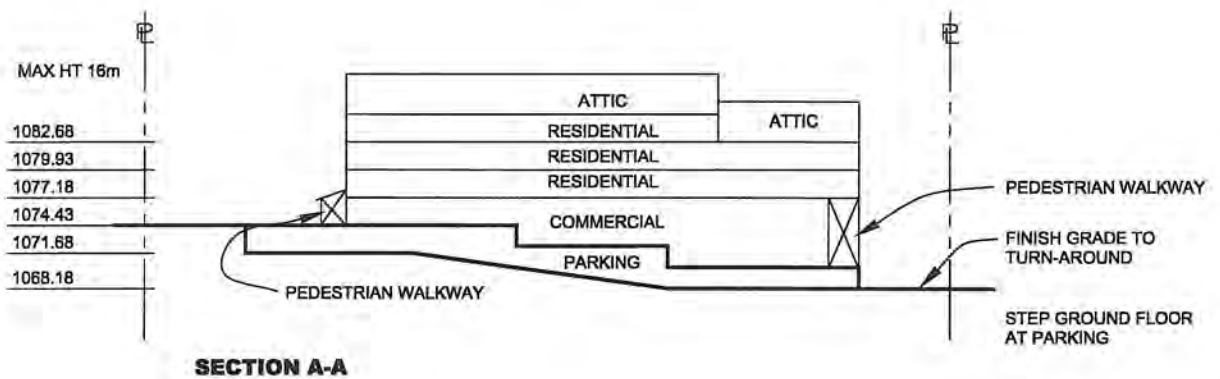 PL
PL
MAX HT 16m
ATTIC
ATTIC
1082.68
RESIDENTIAL
1079.93
RESIDENTIAL
1077.18
RESIDENTIAL
PEDESTRIAN WALKWAY
1074.43
COMMERCIAL
1071.68
FINISH GRADE TO
TURN-AROUND
PARKING
1068.18
PEDESTRIAN WALKWAY
STEP GROUND FLOOR
AT PARKING
SECTION A-A